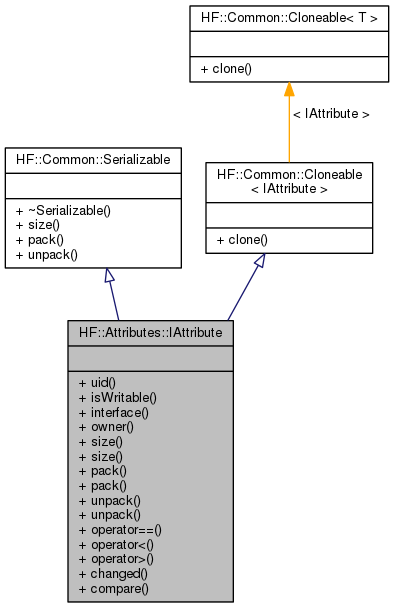 HF::Common::Cloneable< T >
+ clone()
< IAttribute >
HF::Common::Serializable
+ ~Serializable()
+ size()
+ pack()
+ unpack()
HF::Common::Cloneable
< IAttribute >
+ clone()
HF::Attributes::IAttribute
+ uid()
+ isWritable()
+ interface()
+ owner()
+ size()
+ size()
+ pack()
+ pack()
+ unpack()
+ unpack()
+ operator==()
+ operator<()
+ operator>()
+ changed()
+ compare()